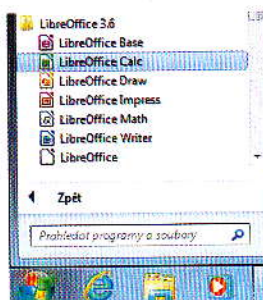 LibreOffice 3.6
LibreOffice Base
LibreOffice Calc
LibreOffice Draw
LibreOffice Impress
LibreOffice Math
LibreOffice Writer
LibreOffice
Zpět
Prohledat programy a soubory